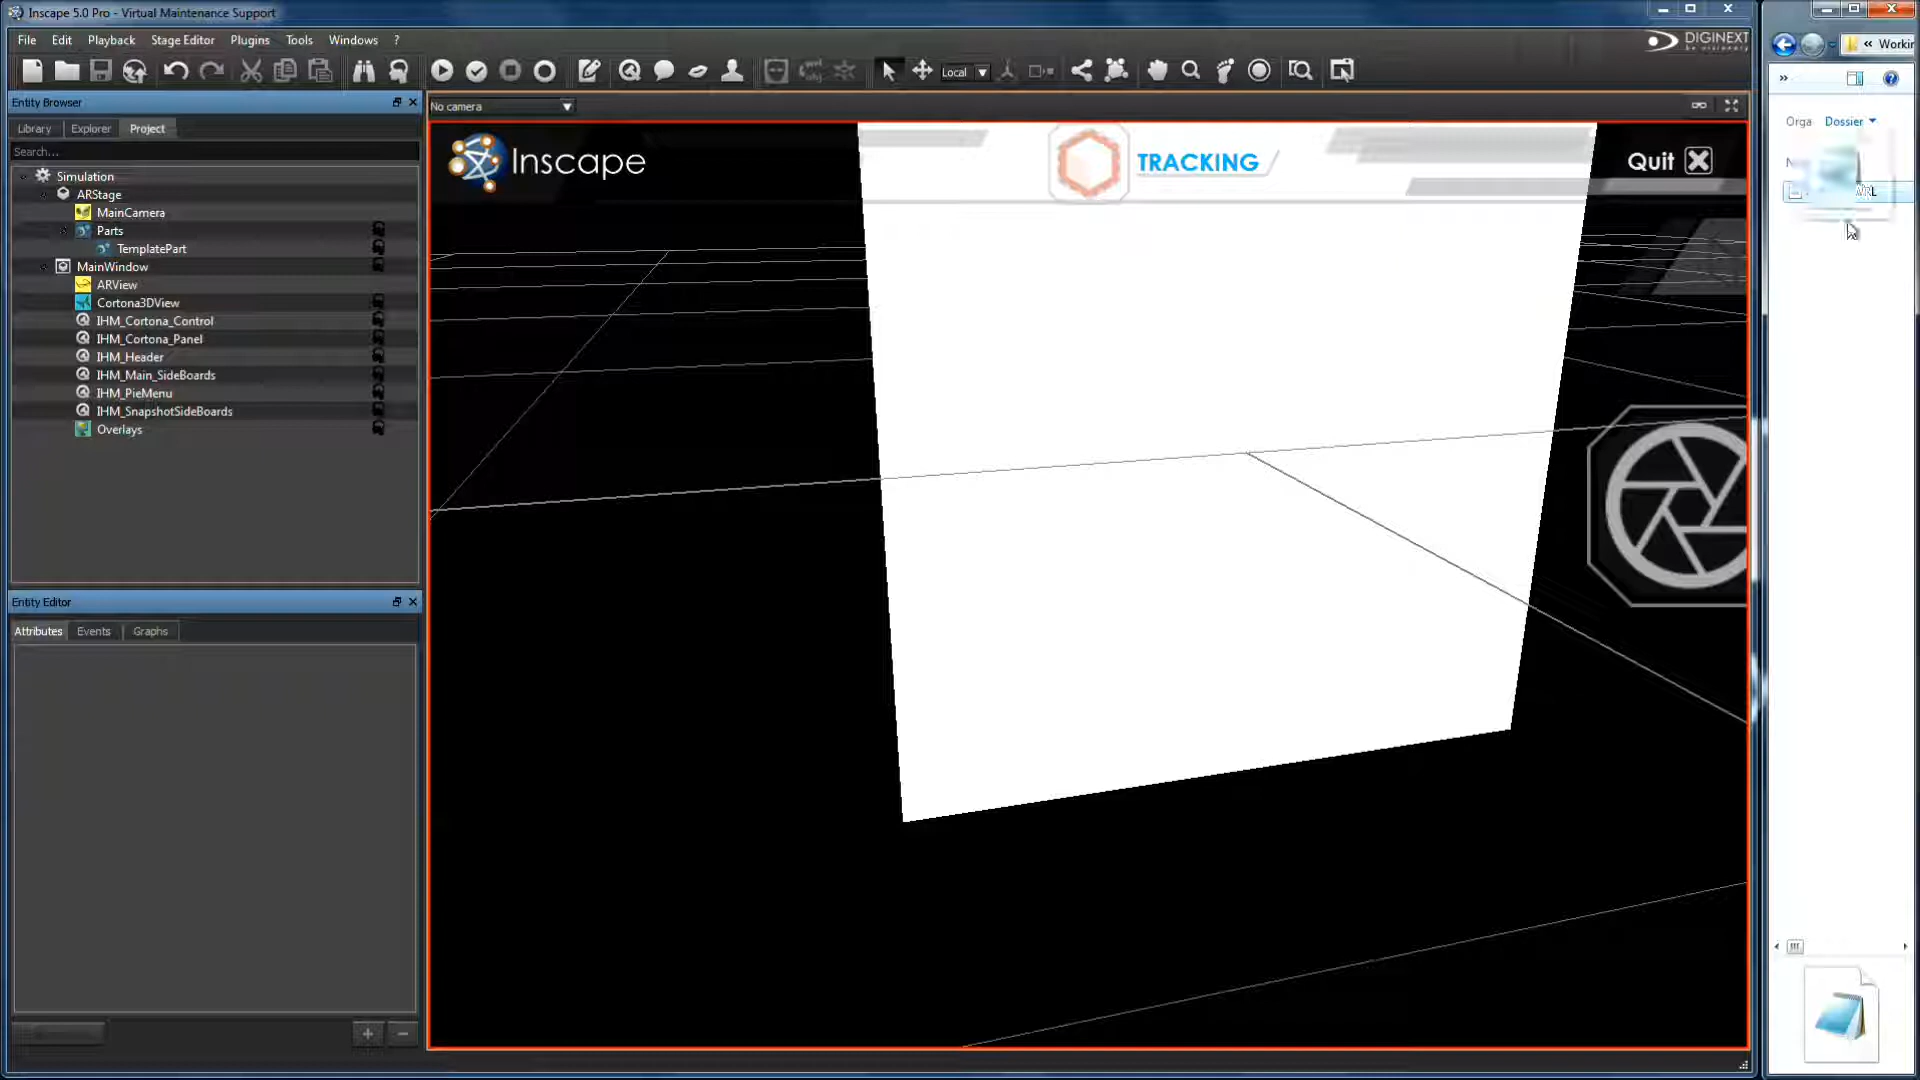 Inscape 5.0 Pro - Virtual Maintenance Support
File Edit Playback Stage Editor Plugins Tools Windows ?
DIGINEXT
be visionary
« Workin
Local
Entity Browser
No camera
Library Explorer Project
Search...
Orga Dossier
Inscape
TRACKING
Quit
Simulation
ARStage
MainCamera
Parts
TemplatePart
MainWindow
ARView
Cortona3DView
IHM_Cortona_Control
IHM_Cortona_Panel
IHM_Header
IHM_Main_SideBoards
IHM_PieMenu
IHM_SnapshotSideBoards
Overlays
Entity Editor
Attributes Events Graphs